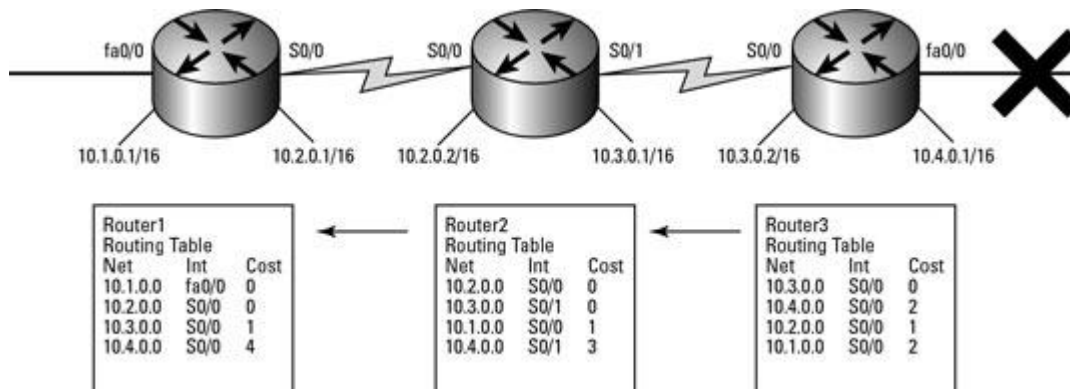 fa0/0 S0/0 S0/0 S0/1 S0/0 fa0/0
10.1.0.1/16 10.2.0.1/16 10.2.0.2/16 10.3.0.1/16 10.3.0.2/16 10.4.0.1/16
Router1
Routing Table
Net Int Cost
10.1.0.0 fa0/0 0
10.2.0.0 S0/0 0
10.3.0.0 S0/0 1
10.4.0.0 S0/0 4
Router2
Routing Table
Net Int Cost
10.2.0.0 S0/0 0
10.3.0.0 S0/1 0
10.1.0.0 S0/0 1
10.4.0.0 S0/1 3
Router3
Routing Table
Net Int Cost
10.3.0.0 S0/0 0
10.4.0.0 S0/0 2
10.2.0.0 S0/0 1
10.1.0.0 S0/0 2